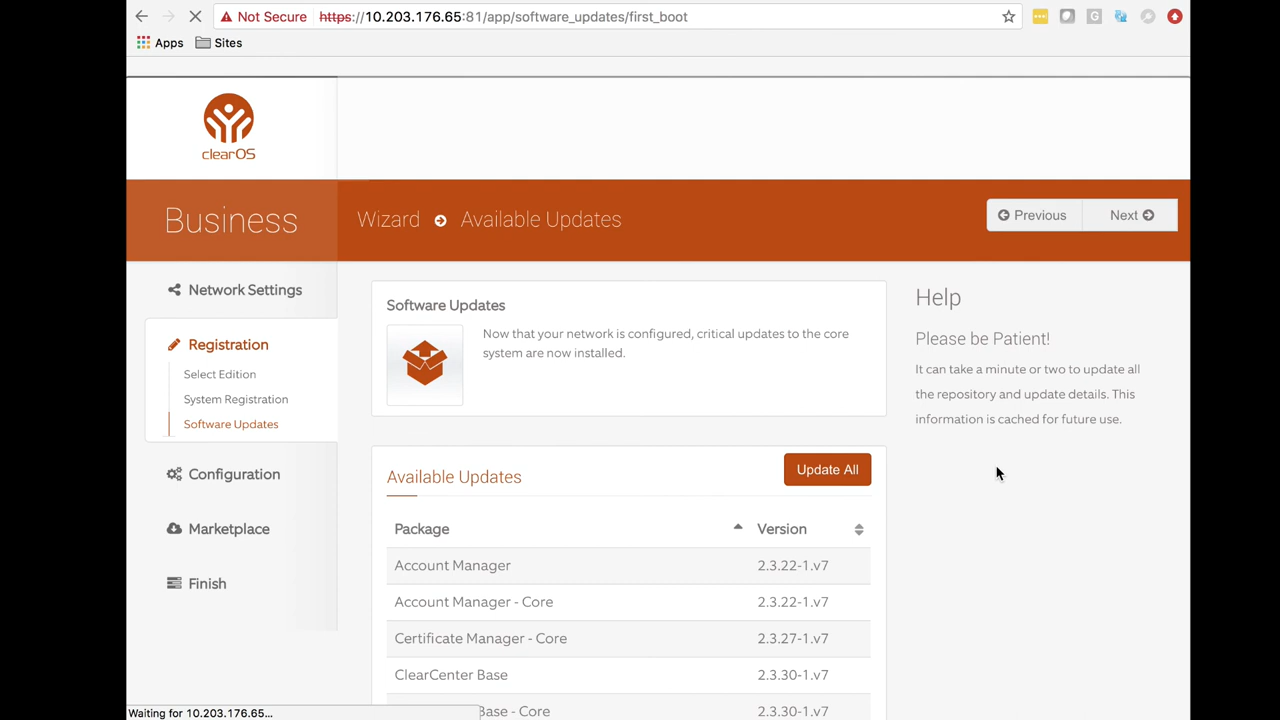 Not Secure https://10.203.176.65:81/app/software_updates/first_boot
Apps Sites
clearOS
Business
Wizard Available Updates
Previous Next
Network Settings
Registration
Select Edition
System Registration
Software Updates
Configuration
Marketplace
Finish
Software Updates
Now that your network is configured, critical updates to the core
system are now installed.
Available Updates
Update All
Package Version
Account Manager 2.3.22-1.v7
Account Manager - Core 2.3.22-1.v7
Certificate Manager - Core 2.3.27-1.v7
ClearCenter Base 2.3.30-1.v7
Base - Core 2.3.30-1.v7
Help
Please be Patient!
It can take a minute or two to update all
the repository and update details. This
information is cached for future use.
Waiting for 10.203.176.65...